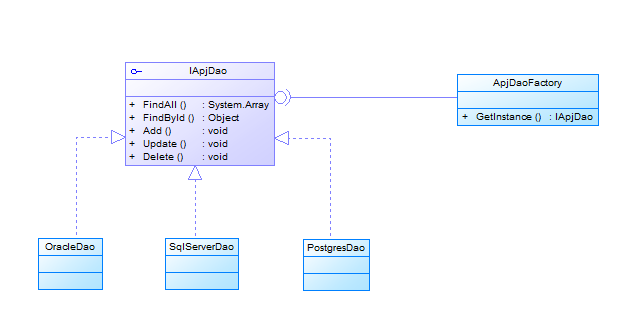 IApjDao
+ FindAll () : System.Array
+ FindById () : Object
+ Add () : void
+ Update () : void
+ Delete () : void
ApjDaoFactory
+ GetInstance () : IApjDao
OracleDao
SqlServerDao
PostgresDao